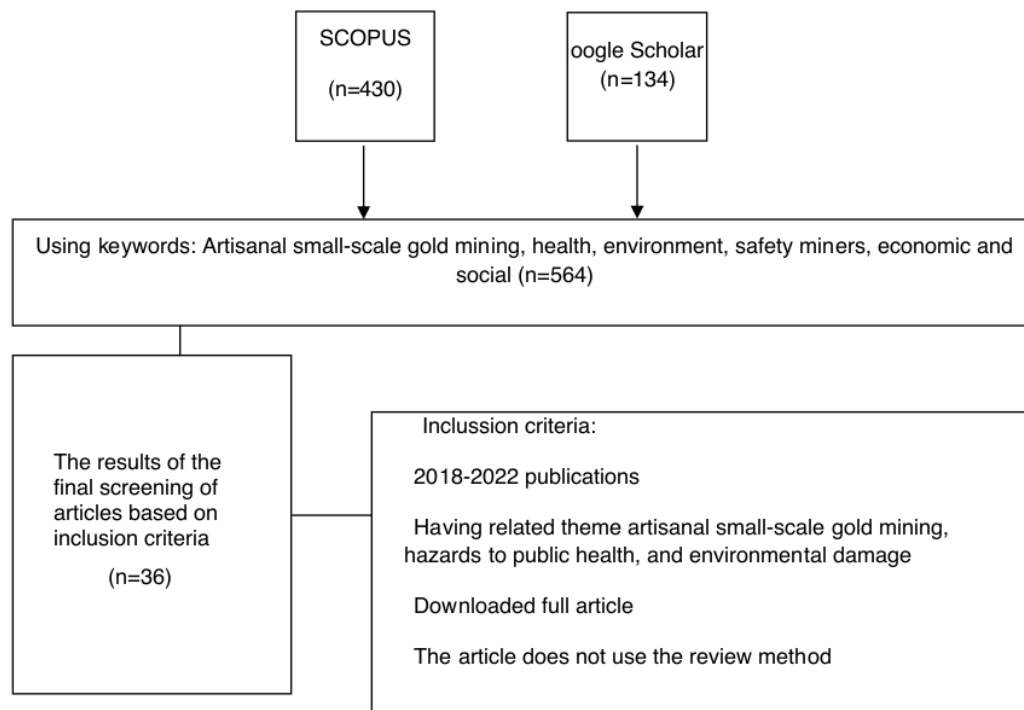 SCOPUS
(n=430)
oogle Scholar
(n=134)
Using keywords: Artisanal small-scale gold mining, health, environment, safety miners, economic and
social (n=564)
The results of the
final screening of
articles based on
inclusion criteria
(n=36)
Inclussion criteria:
2018-2022 publications
Having related theme artisanal small-scale gold mining,
hazards to public health, and environmental damage
Downloaded full article
The article does not use the review method